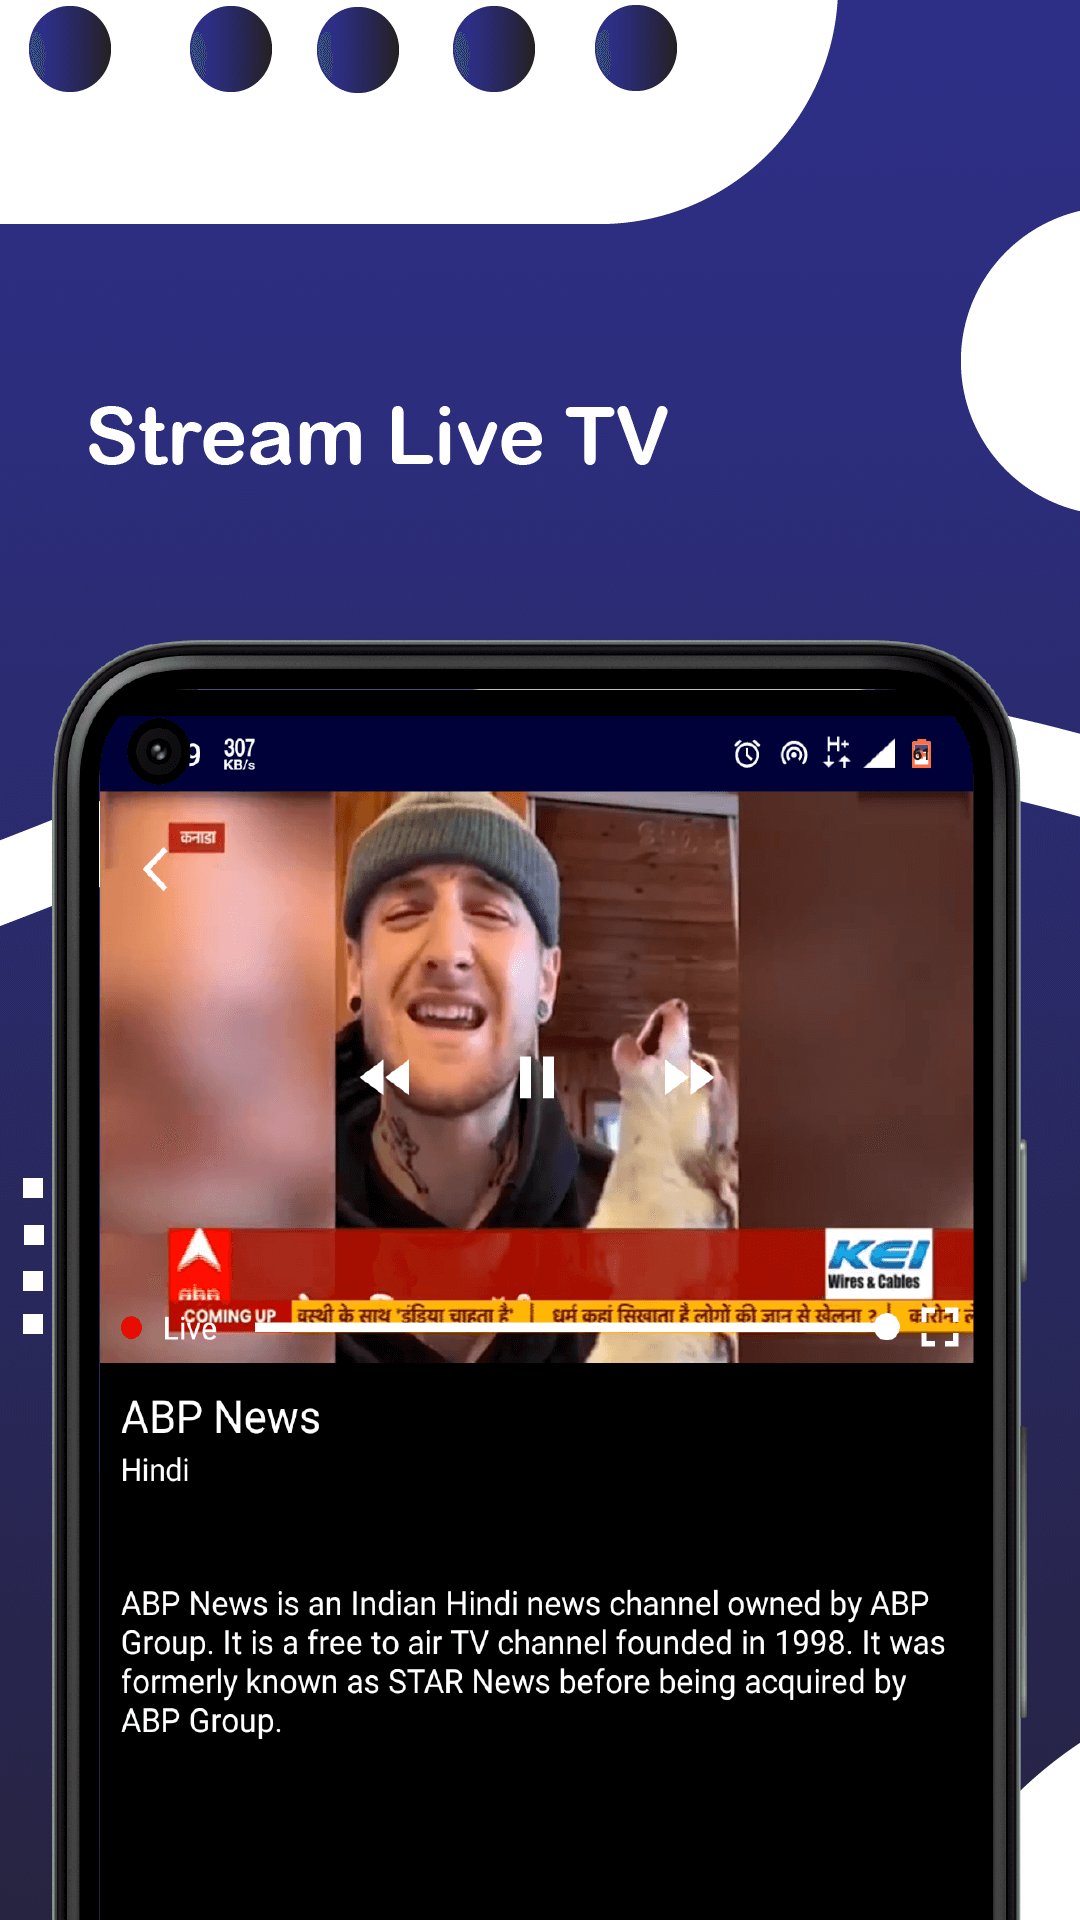 Stream Live TV
9 307
KB/s
H+
61
कनाडा
KEI
Wires & Cables
abp
COMING UP
वस्थी के साथ 'इंडिया चाहता है' | धर्म कहां सिखाता है लोगों की जान से खेलना ? |
Live
ABP News
Hindi
ABP News is an Indian Hindi news channel owned by ABP
Group. It is a free to air TV channel founded in 1998. It was
formerly known as STAR News before being acquired by
ABP Group.